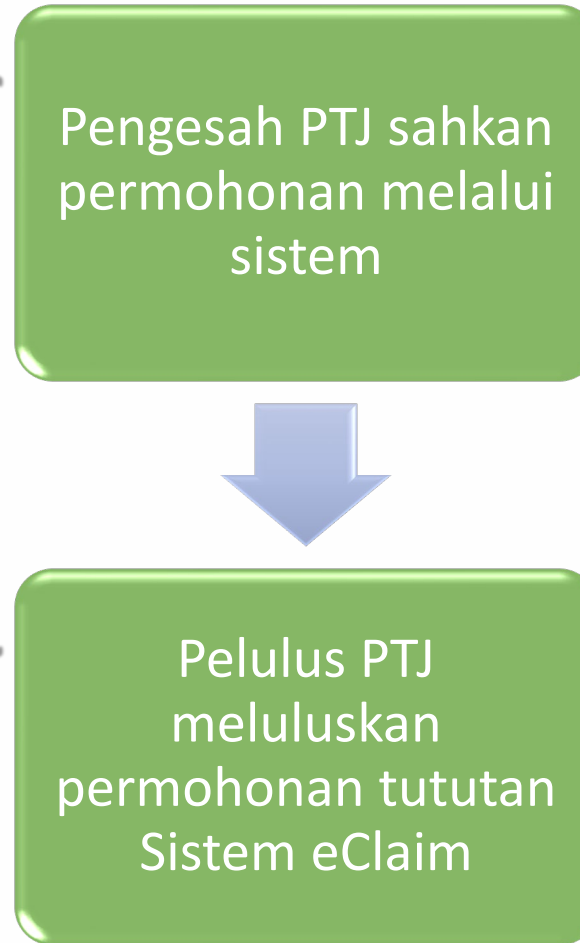 Pengesah PTJ sahkan
permohonan melalui
sistem
Pelulus PTJ
meluluskan
permohonan tututan
Sistem eClaim